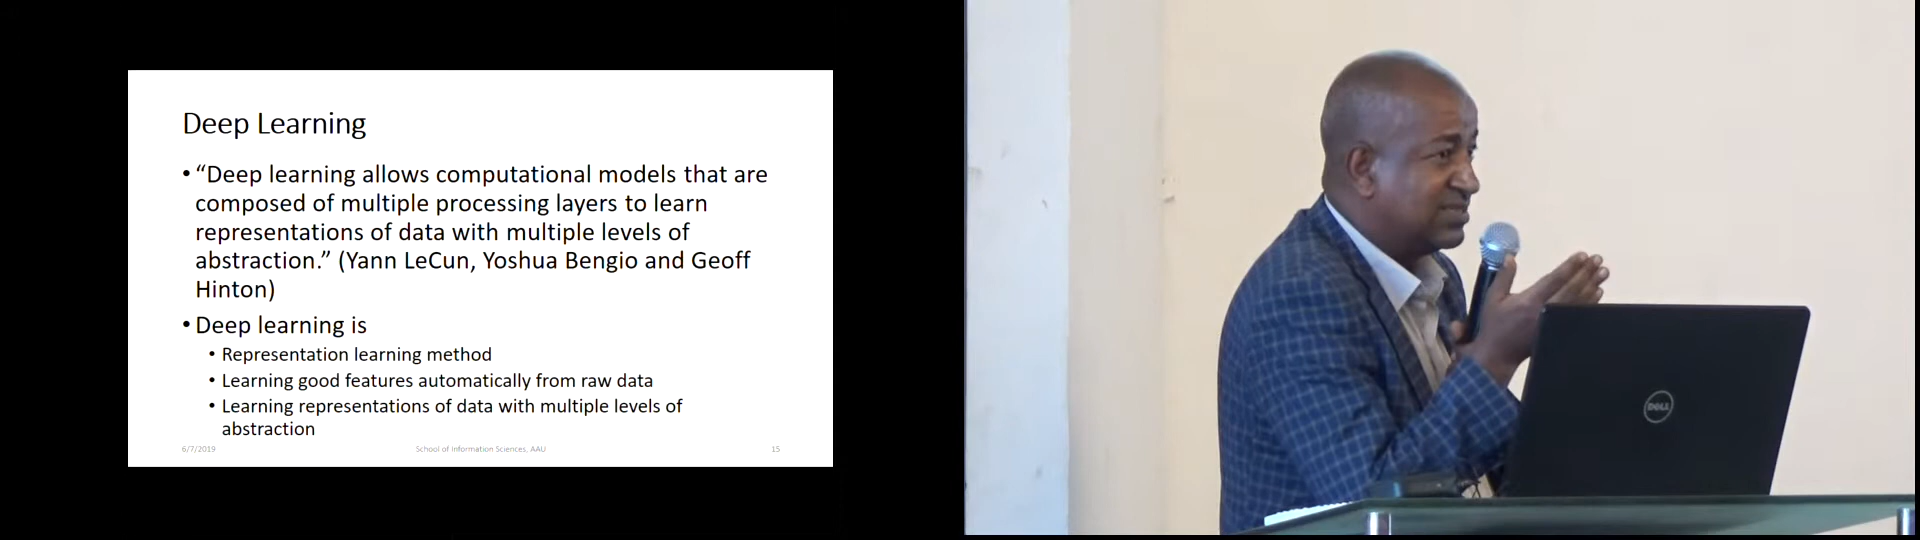 Deep Learning
• “Deep learning allows computational models that are
composed of multiple processing layers to learn
representations of data with multiple levels of
abstraction.” (Yann LeCun, Yoshua Bengio and Geoff
Hinton)
• Deep learning is
• Representation learning method
• Learning good features automatically from raw data
• Learning representations of data with multiple levels of
abstraction
6/7/2019 School of Information Sciences, AAU 15
DELL